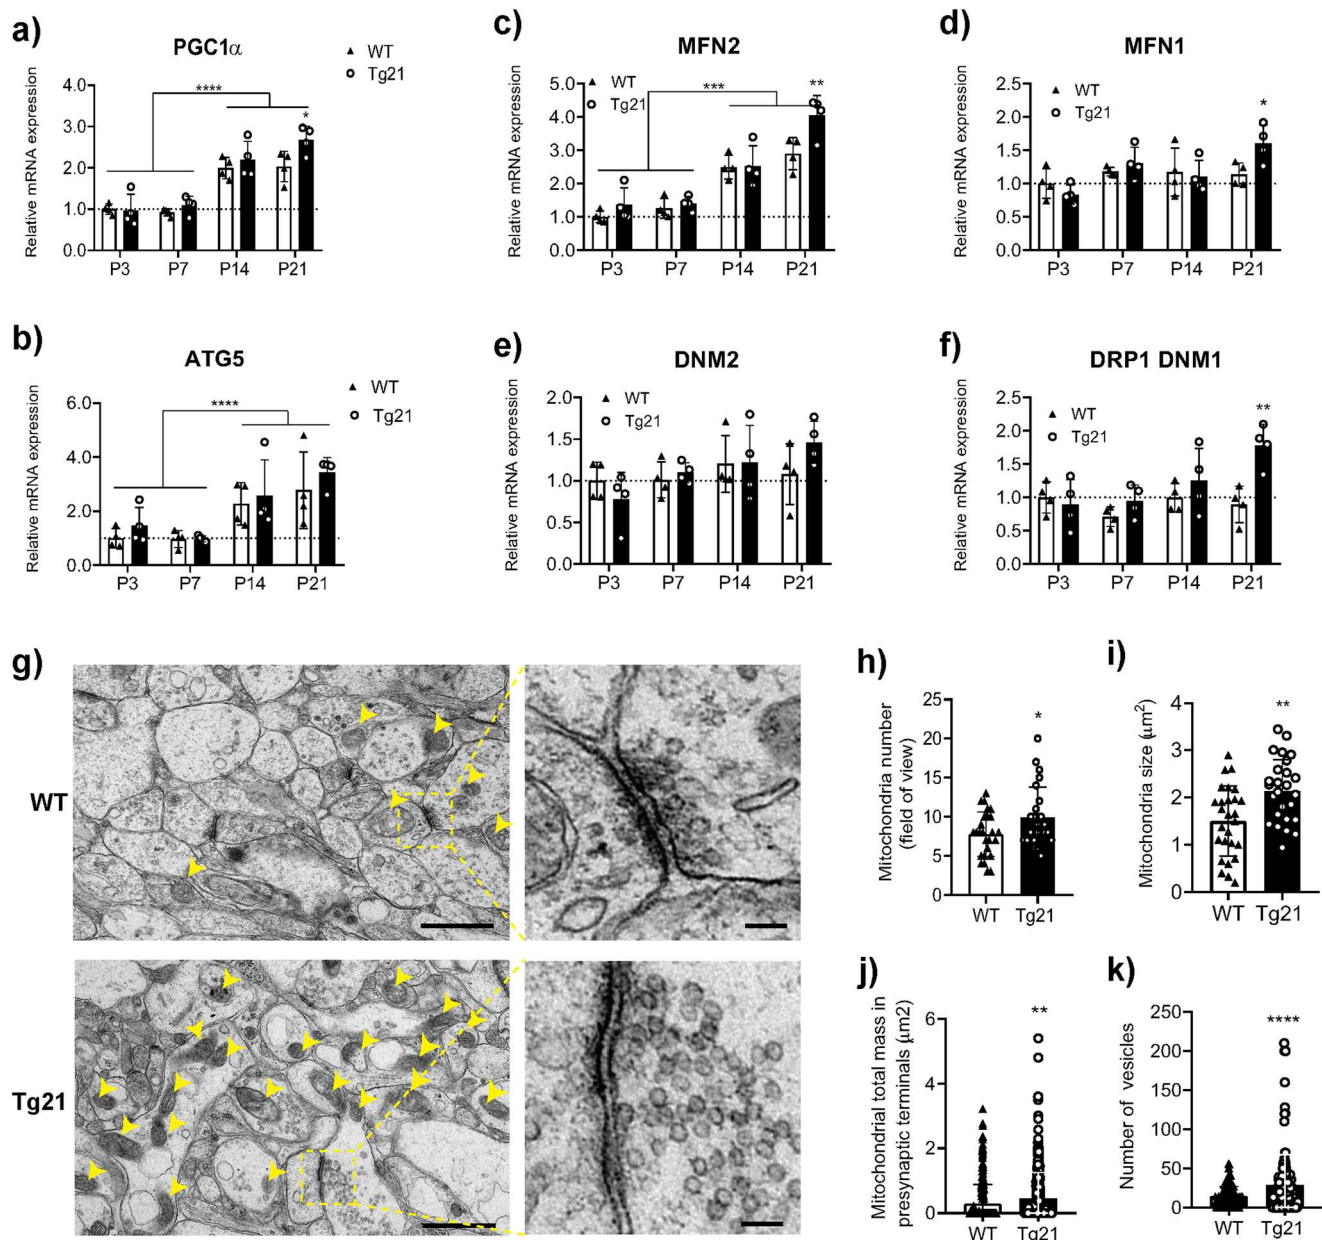 a)
PGC1α
▲ WT
o Tg21
Relative mRNA expression
4.0
3.0
2.0
1.0
0.0
****
*
P3 P7 P14 P21
c)
MFN2
▲ WT
o Tg21
Relative mRNA expression
5.0
4.0
3.0
2.0
1.0
0.0
***
**
P3 P7 P14 P21
d)
MFN1
▲ WT
o Tg21
Relative mRNA expression
2.5
2.0
1.5
1.0
0.5
0.0
*
P3 P7 P14 P21
b)
ATG5
▲ WT
o Tg21
Relative mRNA expression
6.0
4.0
2.0
0.0
****
P3 P7 P14 P21
e)
DNM2
▲ WT
o Tg21
Relative mRNA expression
2.0
1.5
1.0
0.5
0.0
P3 P7 P14 P21
f)
DRP1 DNM1
▲ WT
o Tg21
Relative mRNA expression
2.5
2.0
1.5
1.0
0.5
0.0
**
P3 P7 P14 P21
g)
WT
Tg21
h)
Mitochondria number
(field of view)
25
20
15
10
5
0
*
WT Tg21
i)
Mitochondria size (μm²)
4
3
2
1
0
**
WT Tg21
j)
Mitochondrial total mass in
presynaptic terminals (μm2)
6
4
2
0
**
WT Tg21
k)
Number of vesicles
250
200
150
100
50
0
****
WT Tg21